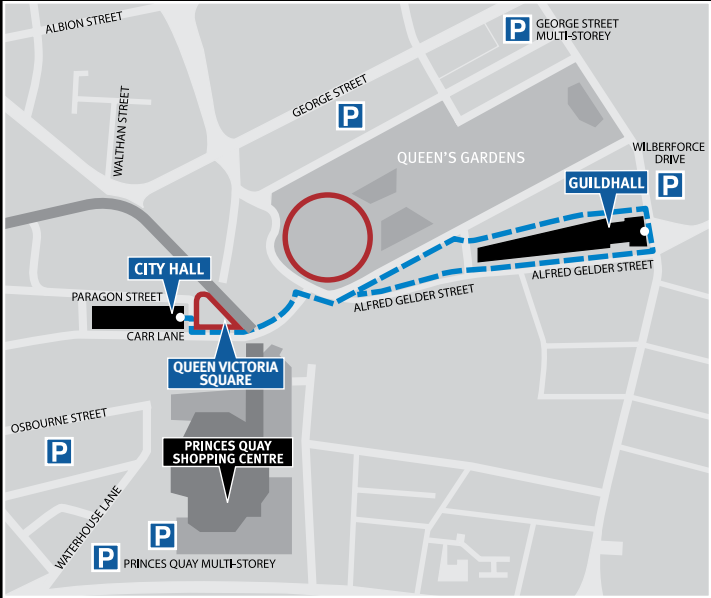 ALBION STREET
GEORGE STREET
MULTI-STOREY
P
GEORGE STREET
P
WALTHAN STREET
QUEEN'S GARDENS
WILBERFORCE
DRIVE
P
GUILDHALL
CITY HALL
ALFRED GELDER STREET
PARAGON STREET
ALFRED GELDER STREET
CARR LANE
QUEEN VICTORIA
SQUARE
OSBOURNE STREET
P
PRINCES QUAY
SHOPPING CENTRE
WATERHOUSE LANE
P
P
PRINCES QUAY MULTI-STOREY